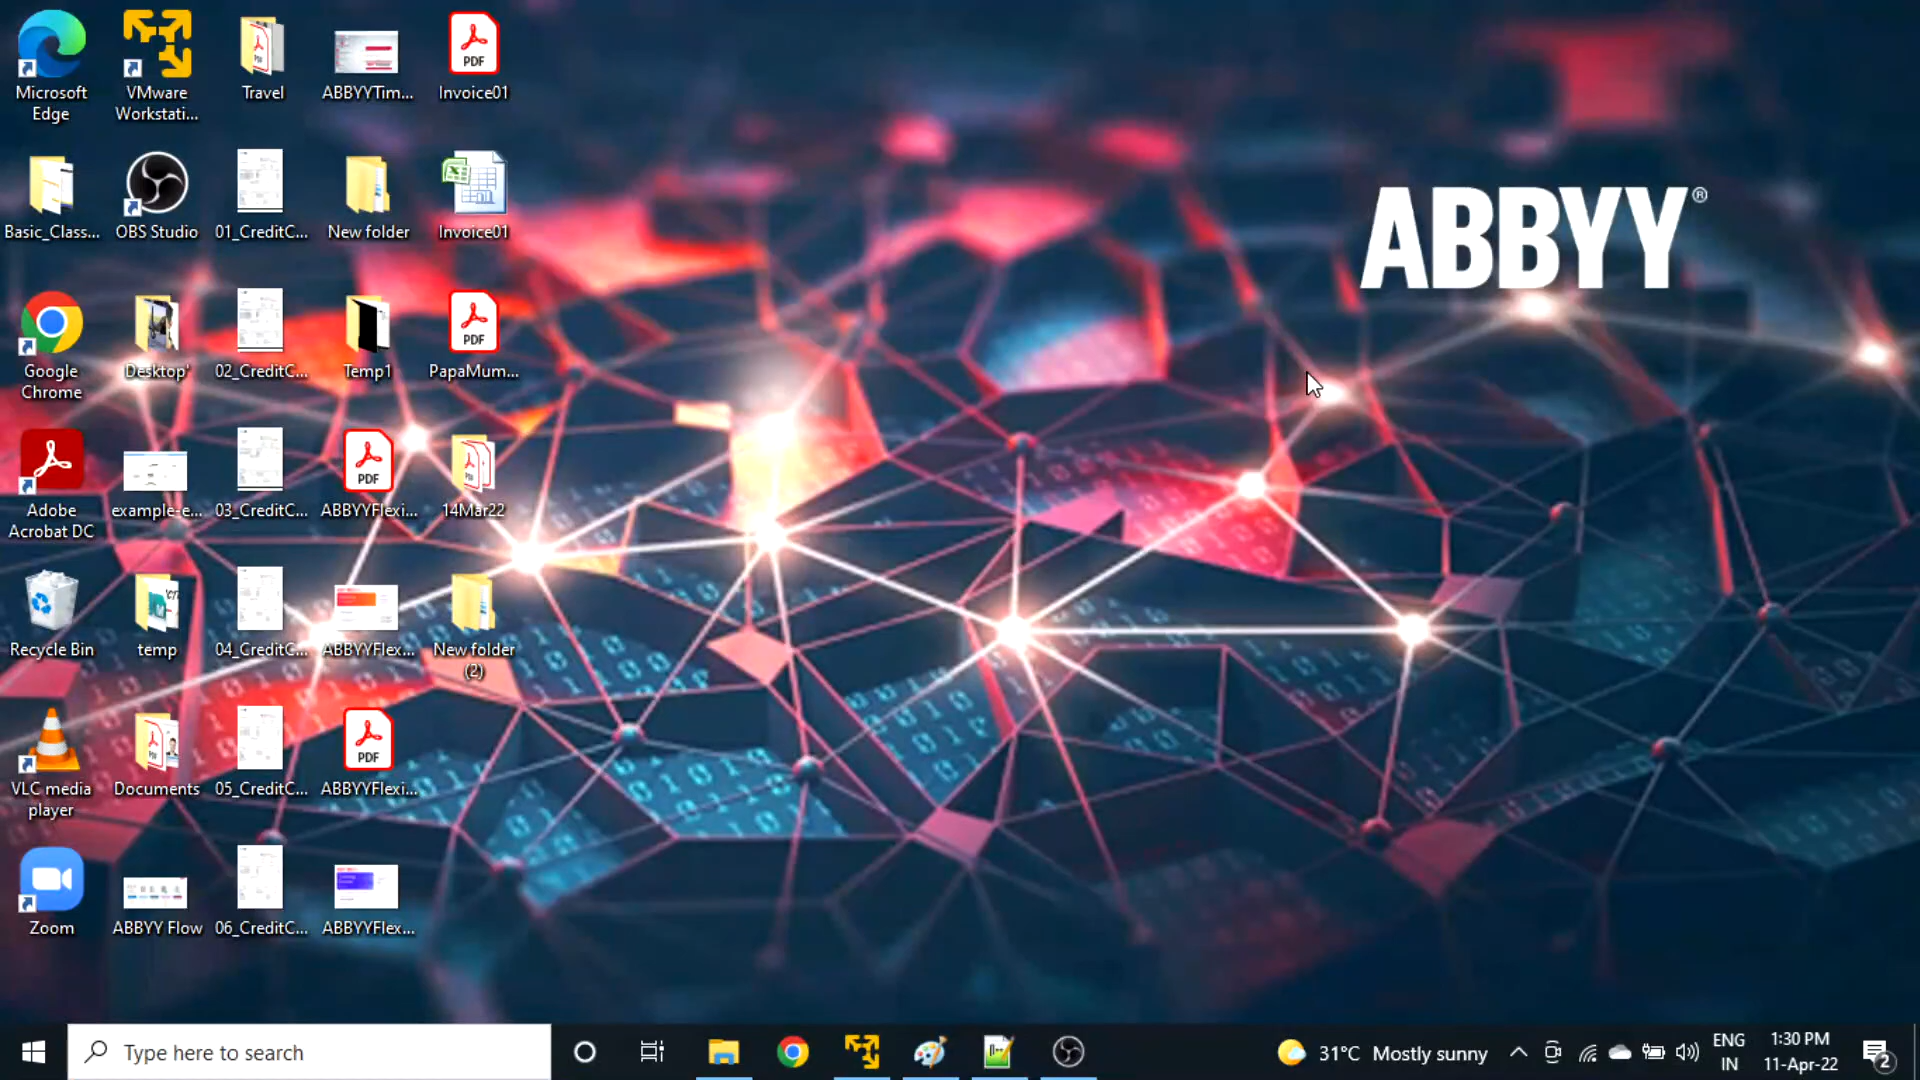 Microsoft
Edge
VMware
Workstati...
Travel
ABBYYTim...
PDF
Invoice01
Basic_Class...
OBS Studio
01_CreditC...
New folder
Invoice01
Google
Chrome
Desktop'
02_CreditC...
Temp1
PDF
PapaMum...
Adobe
Acrobat DC
example-e...
03_CreditC...
PDF
ABBYYFlexi...
14Mar22
Recycle Bin
temp
04_CreditC...
ABBYYFlex...
New folder
(2)
VLC media
player
Documents
05_CreditC...
PDF
ABBYYFlexi...
Zoom
ABBYY Flow
06_CreditC...
ABBYYFlex...
ABBYY®
Type here to search
31°C Mostly sunny
ENG
IN
1:30 PM
11-Apr-22
2